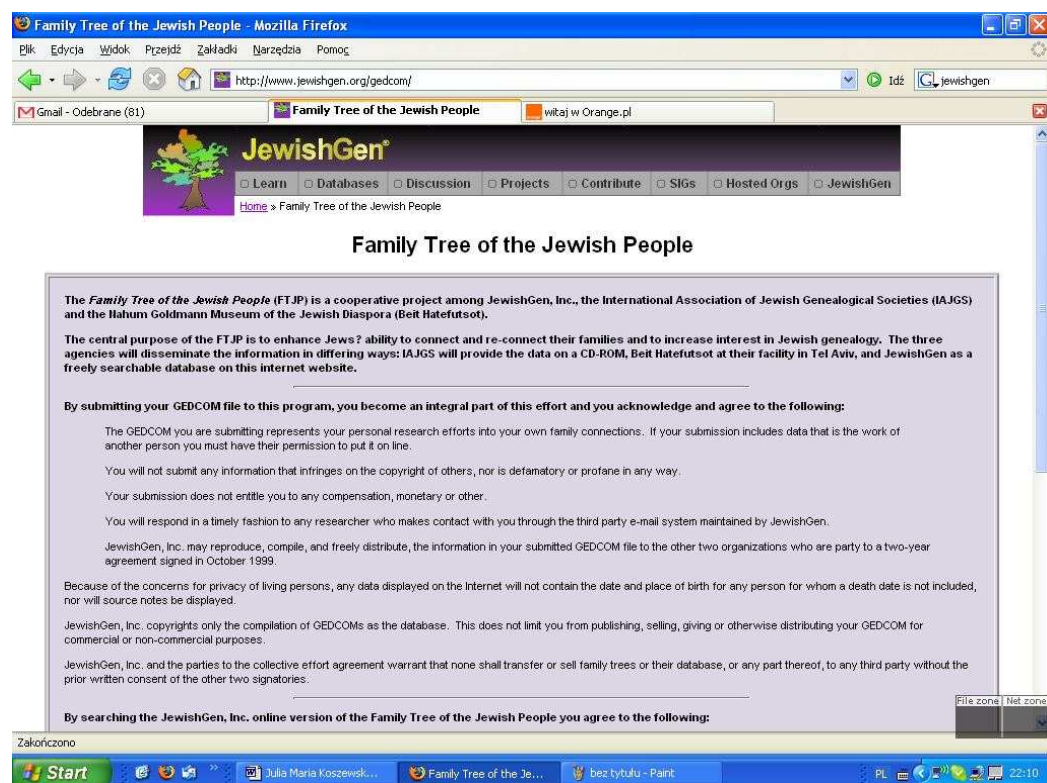 Family Tree of the Jewish People - Mozilla Firefox
Plik Edycja Widok Przejdź Zakładki Narzędzia Pomoc
http://www.jewishgen.org/gedcom/ Idź jewishgen
Gmail - Odebrane (81) Family Tree of the Jewish People witaj w Orange.pl
JewishGen®
Learn Databases Discussion Projects Contribute SIGs Hosted Orgs JewishGen
Home » Family Tree of the Jewish People
Family Tree of the Jewish People
The Family Tree of the Jewish People (FTJP) is a cooperative project among JewishGen, Inc., the International Association of Jewish Genealogical Societies (IAJGS)
and the Nahum Goldmann Museum of the Jewish Diaspora (Beit Hatefutsot).
The central purpose of the FTJP is to enhance Jews? ability to connect and re-connect their families and to increase interest in Jewish genealogy. The three
agencies will disseminate the information in differing ways: IAJGS will provide the data on a CD-ROM, Beit Hatefutsot at their facility in Tel Aviv, and JewishGen as a
freely searchable database on this internet website.
By submitting your GEDCOM file to this program, you become an integral part of this effort and you acknowledge and agree to the following:
The GEDCOM you are submitting represents your personal research efforts into your own family connections. If your submission includes data that is the work of
another person you must have their permission to put it on line.
You will not submit any information that infringes on the copyright of others, nor is defamatory or profane in any way.
Your submission does not entitle you to any compensation, monetary or other.
You will respond in a timely fashion to any researcher who makes contact with you through the third party e-mail system maintained by JewishGen.
JewishGen, Inc. may reproduce, compile, and freely distribute, the information in your submitted GEDCOM file to the other two organizations who are party to a two-year
agreement signed in October 1999.
Because of the concerns for privacy of living persons, any data displayed on the Internet will not contain the date and place of birth for any person for whom a death date is not included,
nor will source notes be displayed.
JewishGen, Inc. copyrights only the compilation of GEDCOMs as the database. This does not limit you from publishing, selling, giving or otherwise distributing your GEDCOM for
commercial or non-commercial purposes.
JewishGen, Inc. and the parties to the collective effort agreement warrant that none shall transfer or sell family trees or their database, or any part thereof, to any third party without the
prior written consent of the other two signatories.
By searching the JewishGen, Inc. online version of the Family Tree of the Jewish People you agree to the following:
File zone Net zone
Zakończono
Start Julia Maria Koszewsk... Family Tree of the Je... bez tytułu - Paint PL 22:10